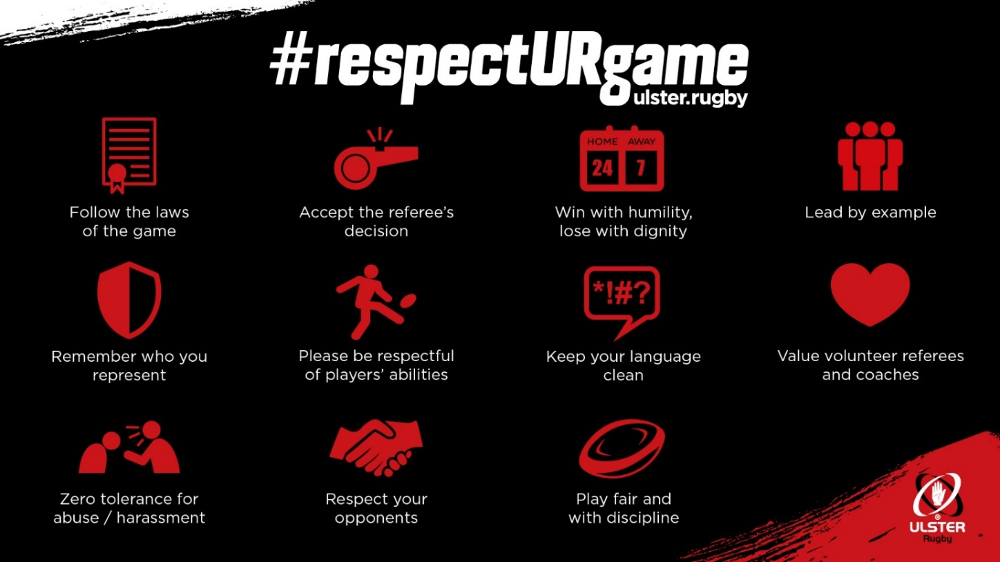 #respectURgame
ulster.rugby
HOME AWAY
24 7
Follow the laws
of the game
Accept the referee's
decision
Win with humility,
lose with dignity
Lead by example
*!#?
Remember who you
represent
Please be respectful
of players' abilities
Keep your language
clean
Value volunteer referees
and coaches
Zero tolerance for
abuse / harassment
Respect your
opponents
Play fair and
with discipline
®
ULSTER
Rugby